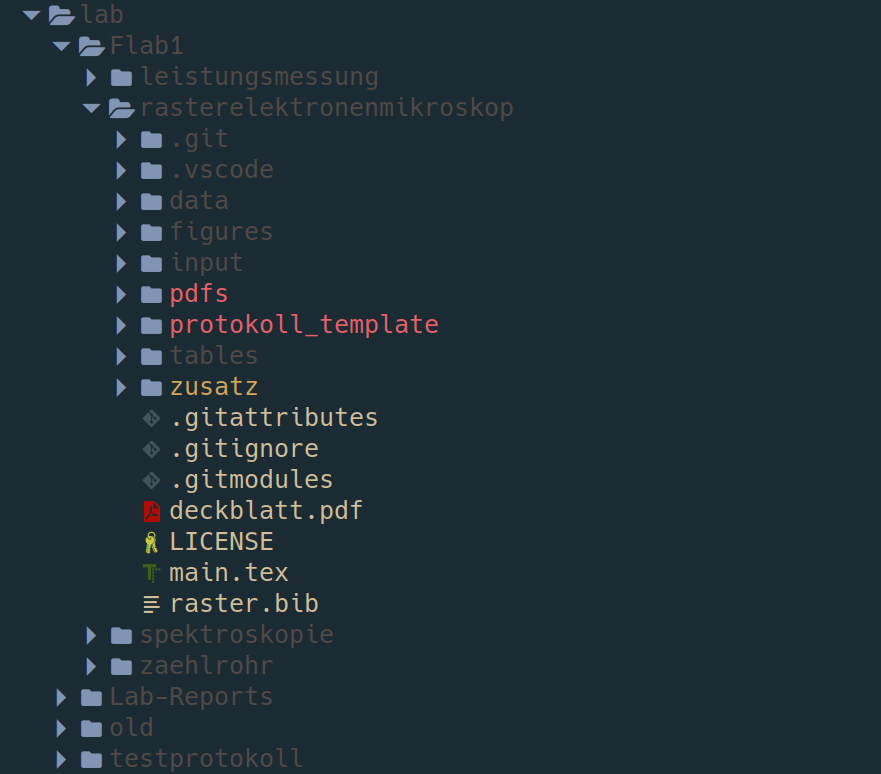 lab
Flab1
leistungsmessung
rasterelektronenmikroskop
.git
.vscode
data
figures
input
pdfs
protokoll_template
tables
zusatz
.gitattributes
.gitignore
.gitmodules
deckblatt.pdf
LICENSE
main.tex
raster.bib
spektroskopie
zaehlrohr
Lab-Reports
old
testprotokoll